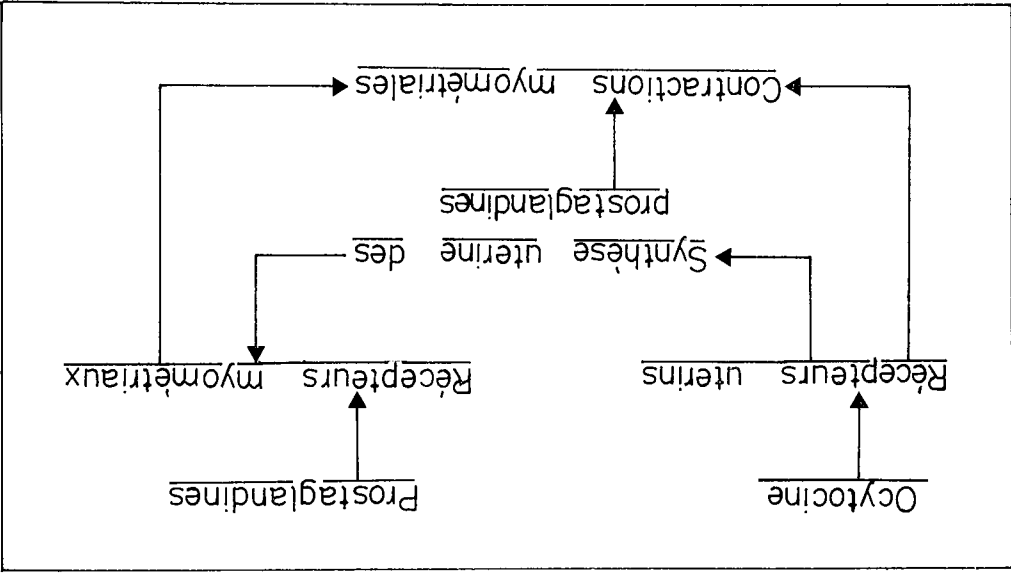 Ocytocine
Prostaglandines
Récepteurs utérins
Récepteurs myométriaux
Synthèse utérine des
prostaglandines
Contractions myométriales